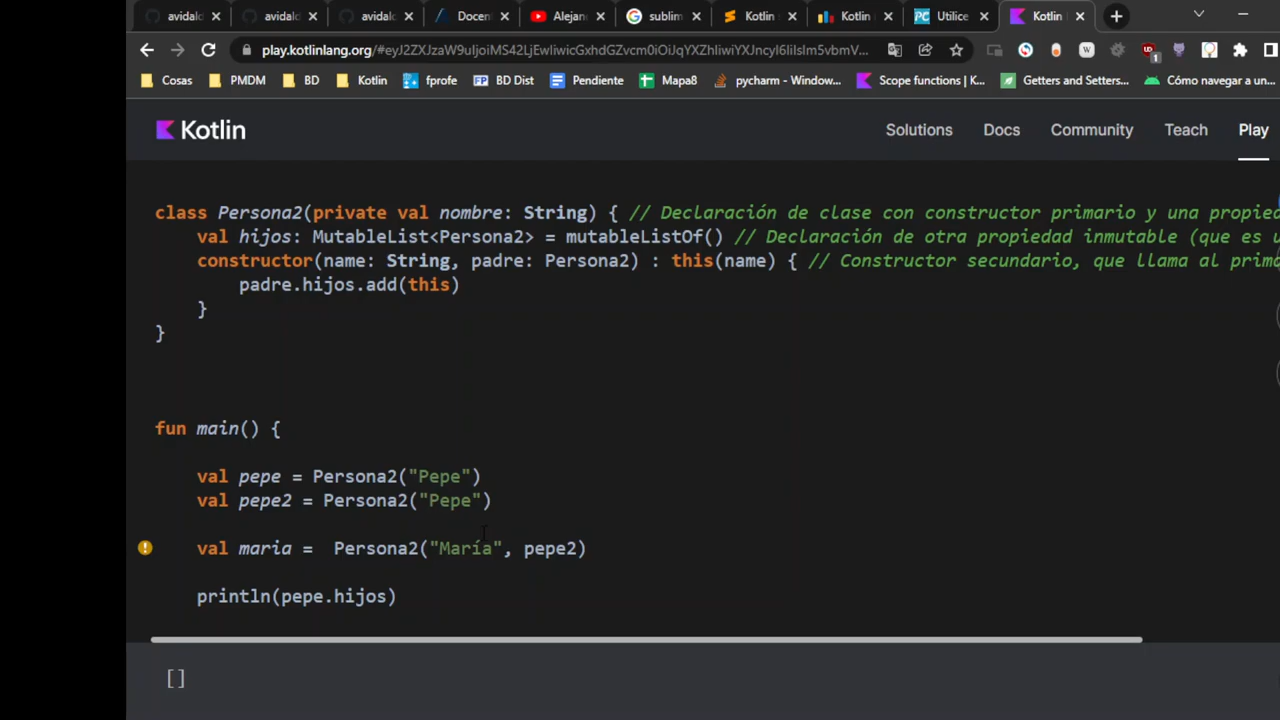 avidalc
avidalc
avidalc
Docent
Alejan
sublim
Kotlin
Kotlin
Utilice
Kotlin
play.kotlinlang.org/#eyJ2ZXJzaW9uIjoiMS42LjEwIiwicGxhdGZvcm0iOiJqYXZhIiwiYXJncyI6IiIsIm5vbmV...
Cosas PMDM BD Kotlin fprofe BD Dist Pendiente Mapa8 pycharm - Window... Scope functions | K... Getters and Setters... Cómo navegar a un...
Kotlin
Solutions Docs Community Teach Play
class Persona2(private val nombre: String) { // Declaración de clase con constructor primario y una propied
val hijos: MutableList<Persona2> = mutableListOf() // Declaración de otra propiedad inmutable (que es u
constructor(name: String, padre: Persona2) : this(name) { // Constructor secundario, que llama al prima
padre.hijos.add(this)
}
}
fun main() {
val pepe = Persona2("Pepe")
val pepe2 = Persona2("Pepe")
val maria = Persona2("María", pepe2)
println(pepe.hijos)
[]